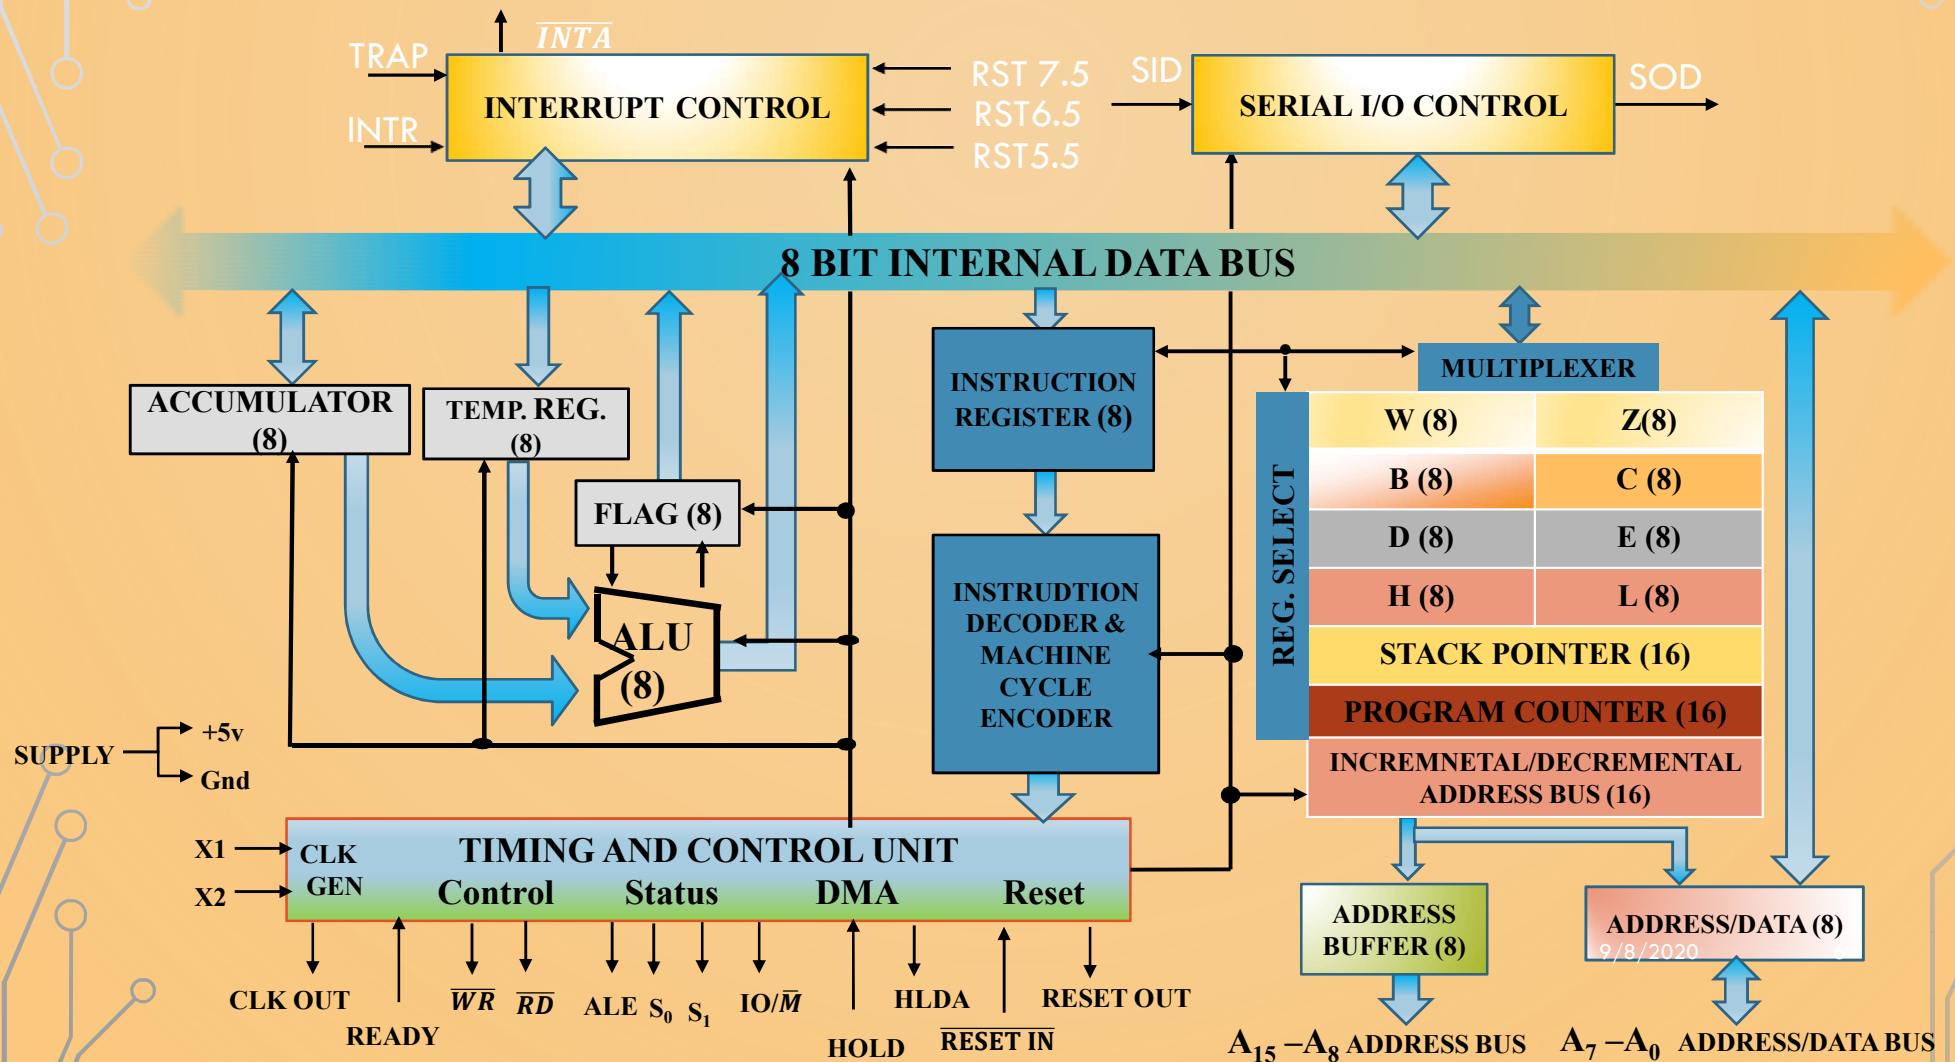 $\overline{INTA}$
TRAP
INTR
INTERRUPT CONTROL
RST 7.5
RST6.5
RST5.5
SID
SERIAL I/O CONTROL
SOD
8 BIT INTERNAL DATA BUS
ACCUMULATOR
(8)
TEMP. REG.
(8)
FLAG (8)
ALU
(8)
INSTRUCTION
REGISTER (8)
INSTRUDTION
DECODER &
MACHINE
CYCLE
ENCODER
MULTIPLEXER
REG. SELECT
W (8)
Z(8)
B (8)
C (8)
D (8)
E (8)
H (8)
L (8)
STACK POINTER (16)
PROGRAM COUNTER (16)
INCREMNETAL/DECREMENTAL
ADDRESS BUS (16)
SUPPLY
+5v
Gnd
X1
X2
CLK
GEN
TIMING AND CONTROL UNIT
Control
Status
DMA
Reset
CLK OUT
READY
$\overline{WR}$
$\overline{RD}$
ALE
S₀
S₁
IO/$\overline{M}$
HOLD
HLDA
$\overline{RESET IN}$
RESET OUT
ADDRESS
BUFFER (8)
ADDRESS/DATA (8)
9/8/2020
A₁₅ –A₈ ADDRESS BUS
A₇ –A₀ ADDRESS/DATA BUS